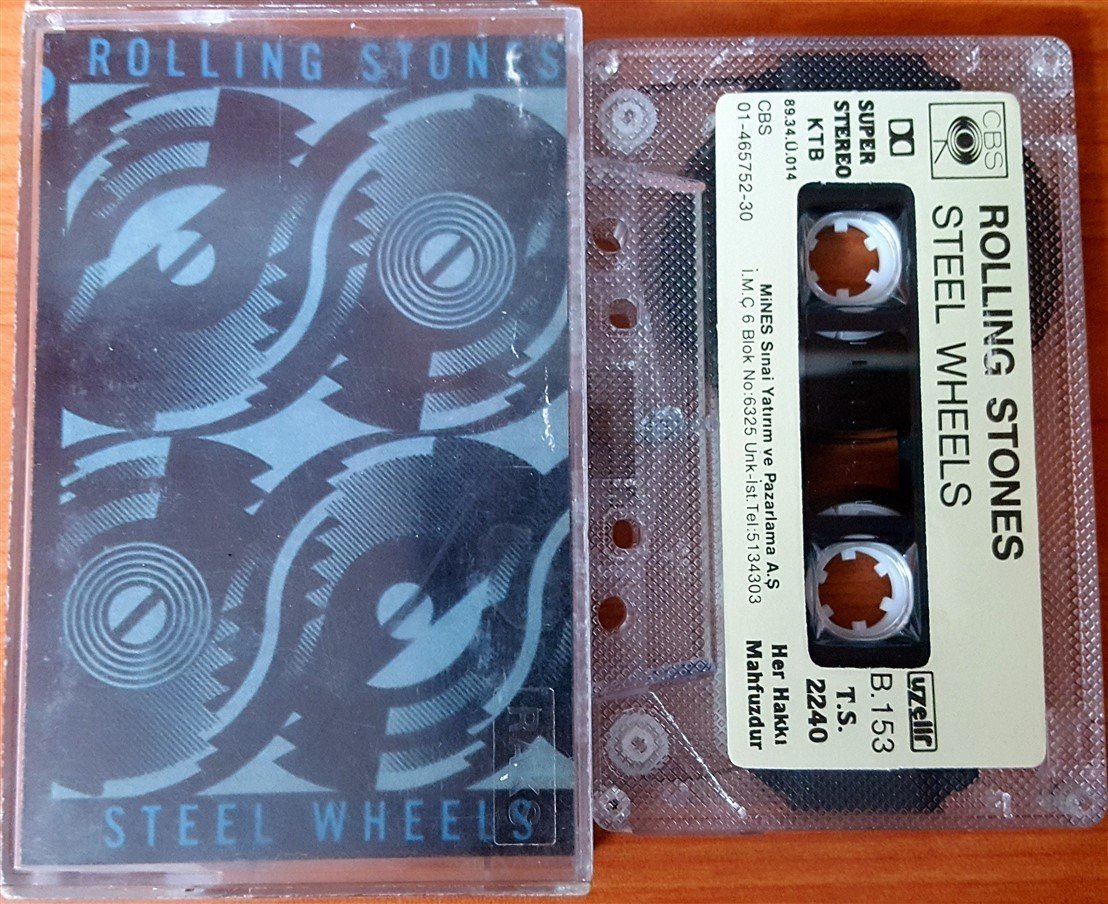 ROLLING STONES
STEEL WHEELS
RAKS
CBS
ROLLING STONES
STEEL WHEELS
SUPER
STEREO
KTB
89.34.Ü.014
CBS
01-465752-30
MİNES Sınai Yatırım ve Pazarlama A.Ş
İ.M.Ç 6 Blok No:6325 Unk-İst.Tel:5134303
uzelli
B.153
T.S.
2240
Her Hakkı
Mahfuzdur